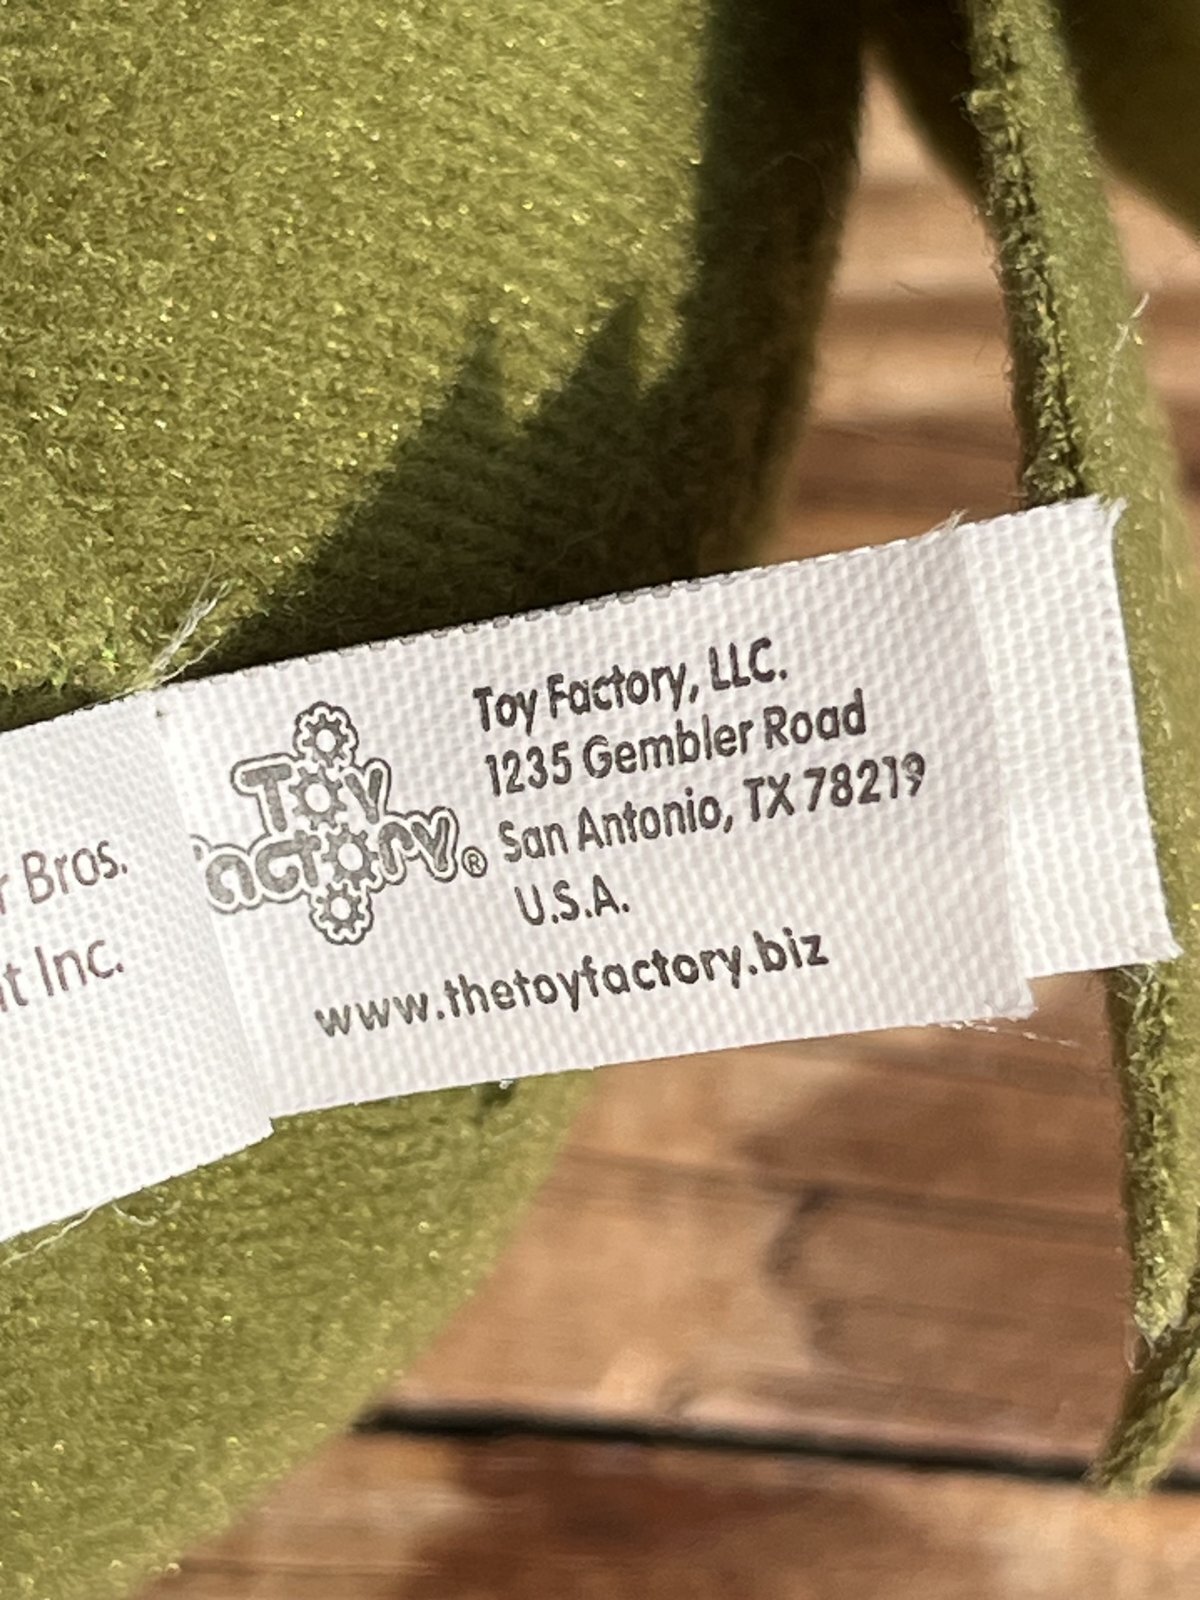 r Bros.
t Inc.
Toy
Factory®
Toy Factory, LLC.
1235 Gembler Road
San Antonio, TX 78219
U.S.A.
www.thetoyfactory.biz